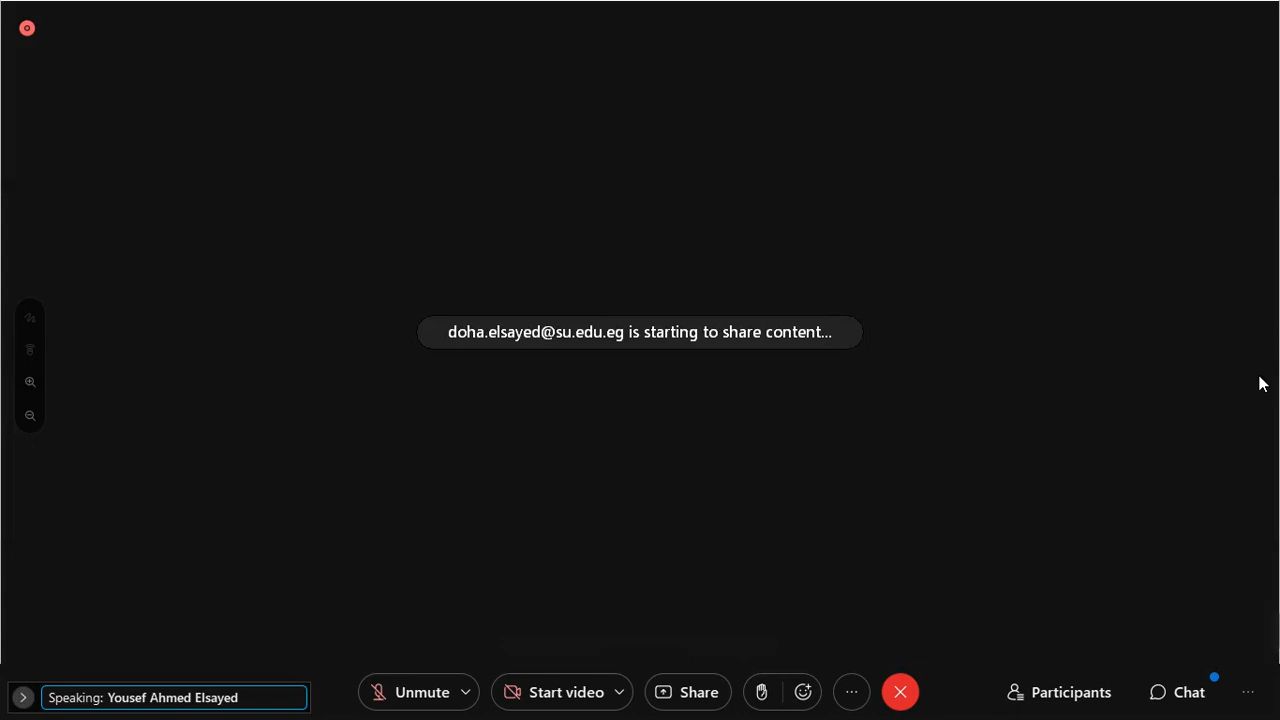 doha.elsayed@su.edu.eg is starting to share content...
Speaking: Yousef Ahmed Elsayed
Unmute
Start video
Share
Participants
Chat